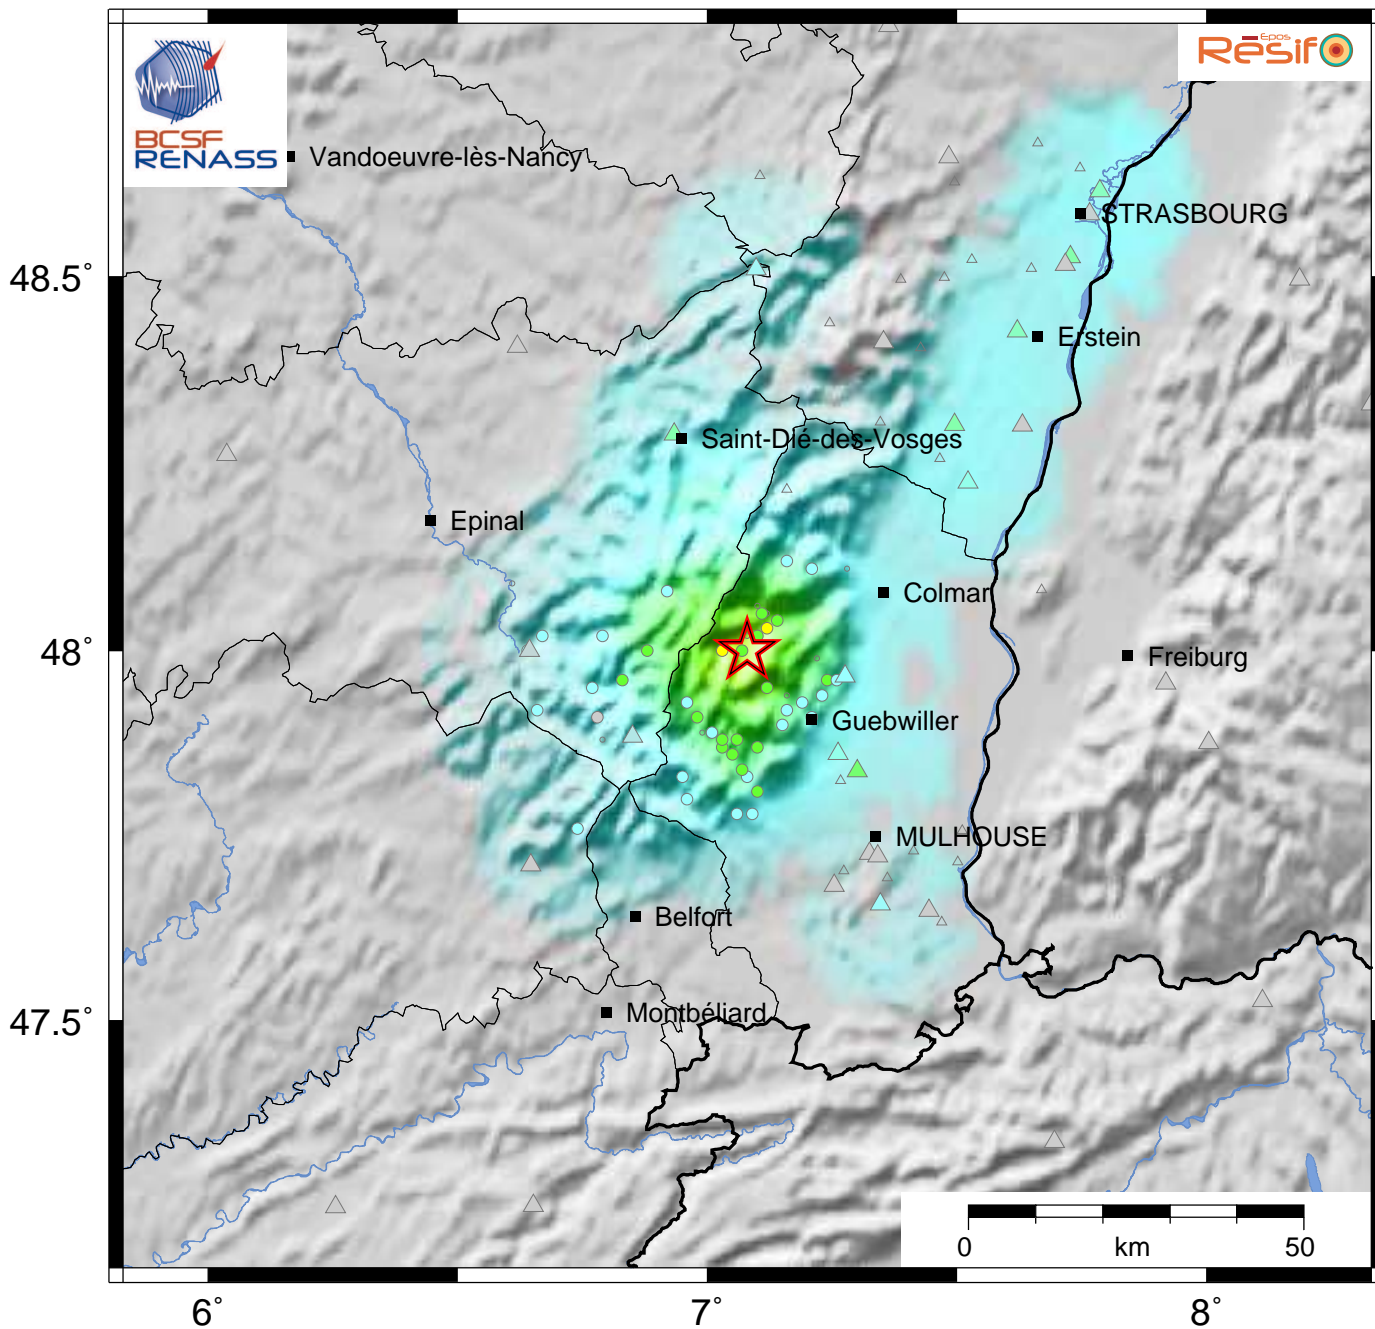 BCSF
RENASS
Epos
Résif
Vandoeuvre-lès-Nancy
STRASBOURG
48.5°
Erstein
Saint-Dié-des-Vosges
Epinal
Colmar
48°
Freiburg
Guebwiller
MULHOUSE
Belfort
47.5°
Montbéliard
0 km 50
6° 7° 8°